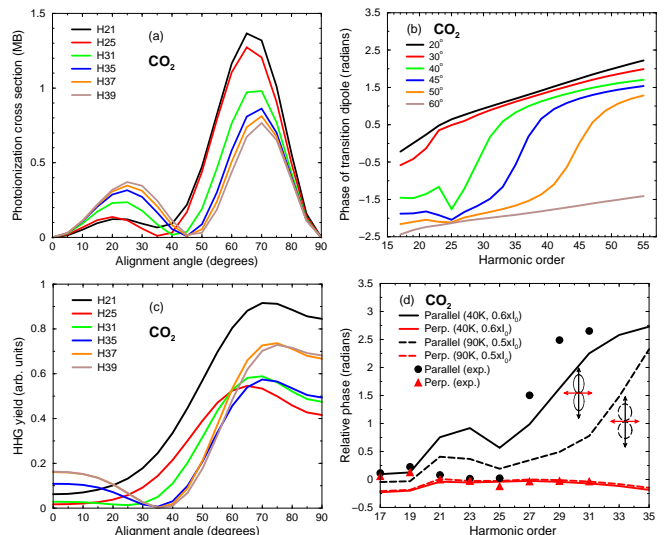 (a)
CO2
H21
H25
H31
H35
H37
H39
Photoionization cross section (MB)
1.5
1
0.5
0
0 10 20 30 40 50 60 70 80 90
Alignment angle (degrees)
(b) CO2
20°
30°
40°
45°
50°
60°
Phase of transition dipole (radians)
3.5
2.5
1.5
0.5
−0.5
−1.5
−2.5
15 20 25 30 35 40 45 50 55
Harmonic order
(c)
CO2
H21
H25
H31
H35
H37
H39
HHG yield (arb. units)
1
0.8
0.6
0.4
0.2
0
0 10 20 30 40 50 60 70 80 90
Alignment angle (degrees)
(d) CO2
Parallel (40K, 0.6xI0)
Perp. (40K, 0.6xI0)
Parallel (90K, 0.5xI0)
Perp. (90K, 0.5xI0)
Parallel (exp.)
Perp. (exp.)
Relative phase (radians)
3.5
3
2.5
2
1.5
1
0.5
0
−0.5
17 19 21 23 25 27 29 31 33 35
Harmonic order